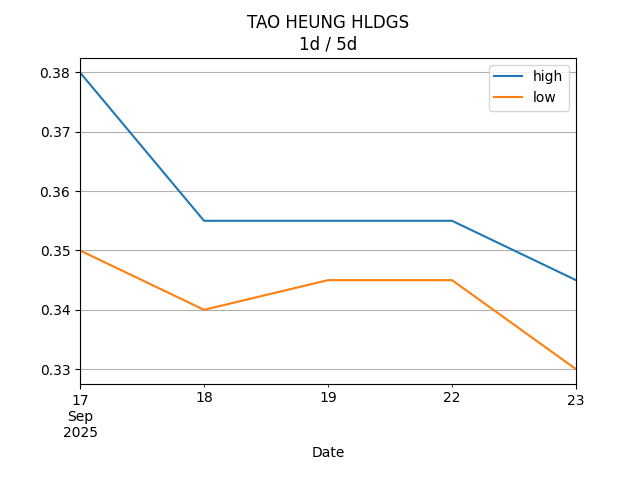 TAO HEUNG HLDGS
1d / 5d
high
low
0.38
0.37
0.36
0.35
0.34
0.33
17 18 19 22 23
Sep
2025
Date